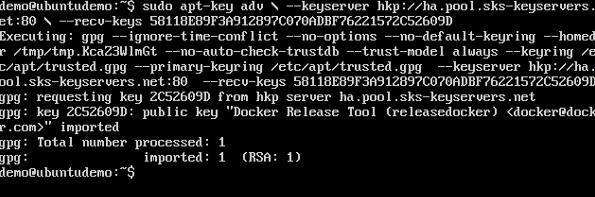 demo@ubuntudemo:~$ sudo apt-key adv \ --keyserver hkp://ha.pool.sks-keyservers.
et:80 \ --recv-keys 58118E89F3A912897C070ADBF76221572C52609D
Executing: gpg --ignore-time-conflict --no-options --no-default-keyring --homed
r /tmp/tmp.Kca23WlmGt --no-auto-check-trustdb --trust-model always --keyring /e
c/apt/trusted.gpg --primary-keyring /etc/apt/trusted.gpg --keyserver hkp://ha.
pool.sks-keyservers.net:80 --recv-keys 58118E89F3A912897C070ADBF76221572C52609D
gpg: requesting key 2C52609D from hkp server ha.pool.sks-keyservers.net
gpg: key 2C52609D: public key "Docker Release Tool (releasedocker) <docker@dock
r.com>" imported
gpg: Total number processed: 1
gpg: imported: 1 (RSA: 1)
demo@ubuntudemo:~$